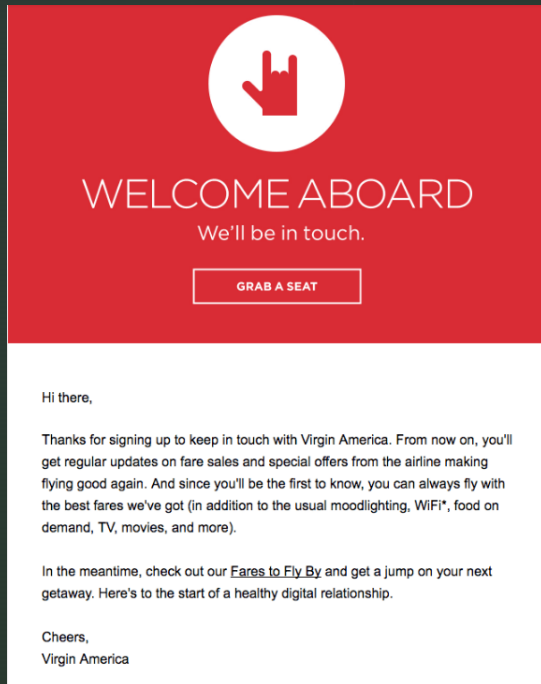 WELCOME ABOARD
We'll be in touch.
GRAB A SEAT
Hi there,
Thanks for signing up to keep in touch with Virgin America. From now on, you'll
get regular updates on fare sales and special offers from the airline making
flying good again. And since you'll be the first to know, you can always fly with
the best fares we've got (in addition to the usual moodlighting, WiFi*, food on
demand, TV, movies, and more).
In the meantime, check out our Fares to Fly By and get a jump on your next
getaway. Here's to the start of a healthy digital relationship.
Cheers,
Virgin America